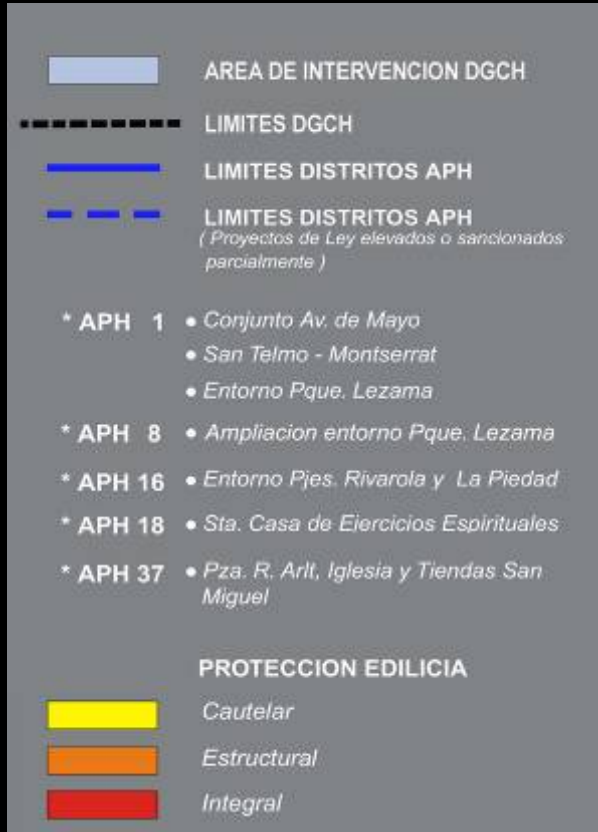 AREA DE INTERVENCION DGCH
LIMITES DGCH
LIMITES DISTRITOS APH
LIMITES DISTRITOS APH
( Proyectos de Ley elevados o sancionados
parcialmente )
* APH 1 ● Conjunto Av. de Mayo
● San Telmo - Montserrat
● Entorno Pque. Lezama
* APH 8 ● Ampliacion entorno Pque. Lezama
* APH 16 ● Entorno Pjes. Rivarola y La Piedad
* APH 18 ● Sta. Casa de Ejercicios Espirituales
* APH 37 ● Pza. R. Arlt, Iglesia y Tiendas San
Miguel
PROTECCION EDILICIA
Cautelar
Estructural
Integral